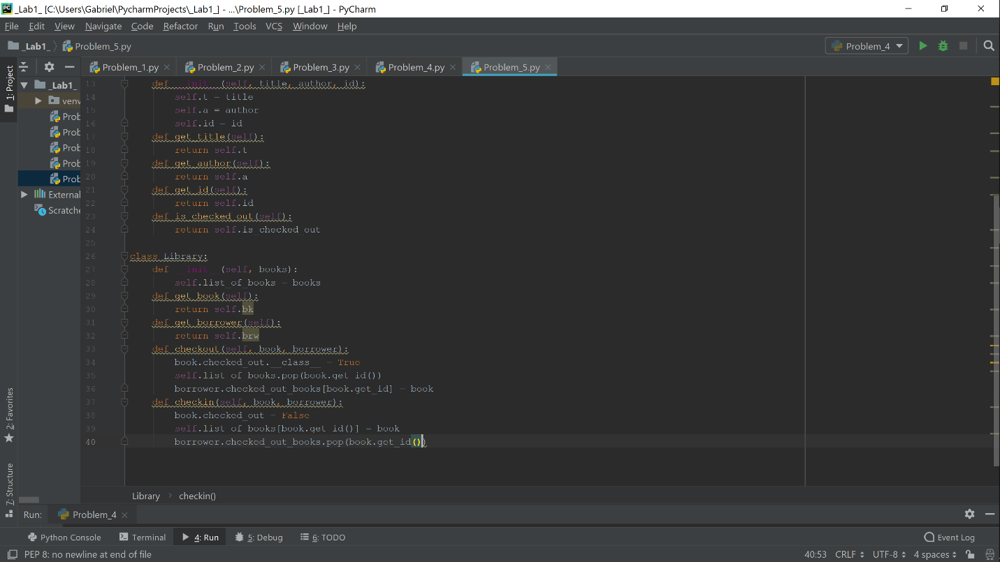 _Lab1_ [C:\Users\Gabriel\PycharmProjects\_Lab1_] - ...\Problem_5.py [_Lab1_] - PyCharm
File Edit View Navigate Code Refactor Run Tools VCS Window Help
_Lab1_ Problem_5.py Problem_4
1: Project
Problem_1.py Problem_2.py Problem_3.py Problem_4.py Problem_5.py
_Lab1_
venv
Prob
Prob
Prob
Prob
Prob
External
Scratche
13 def __init__(self, title, author, id):
14 self.t = title
15 self.a = author
16 self.id = id
17 def get_title(self):
18 return self.t
19 def get_author(self):
20 return self.a
21 def get_id(self):
22 return self.id
23 def is_checked_out(self):
24 return self.is_checked_out
25
26 class Library:
27 def __init__(self, books):
28 self.list_of_books = books
29 def get_book(self):
30 return self.bk
31 def get_borrower(self):
32 return self.brw
33 def checkout(self, book, borrower):
34 book.checked_out.__class__ = True
35 self.list_of_books.pop(book.get_id())
36 borrower.checked_out_books[book.get_id] = book
37 def checkin(self, book, borrower):
38 book.checked_out = False
39 self.list_of_books[book.get_id()] = book
40 borrower.checked_out_books.pop(book.get_id())
2: Favorites
7: Structure
Library checkin()
Run: Problem_4
Python Console Terminal 4: Run 5: Debug 6: TODO Event Log
PEP 8: no newline at end of file 40:53 CRLF UTF-8 4 spaces